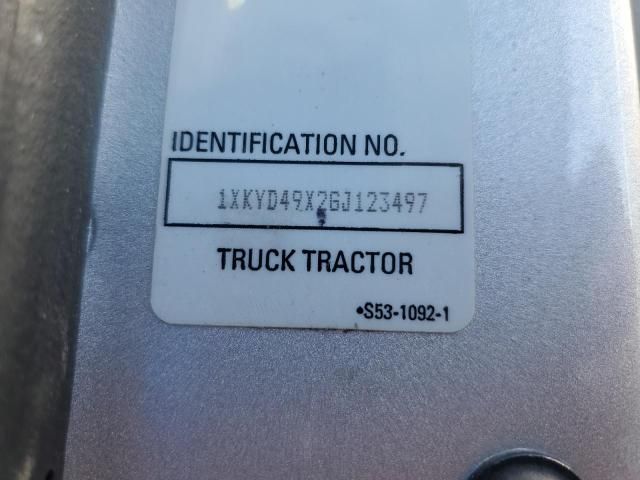 IDENTIFICATION NO.
1XKYD49X2GJ123497
TRUCK TRACTOR
•S53-1092-1